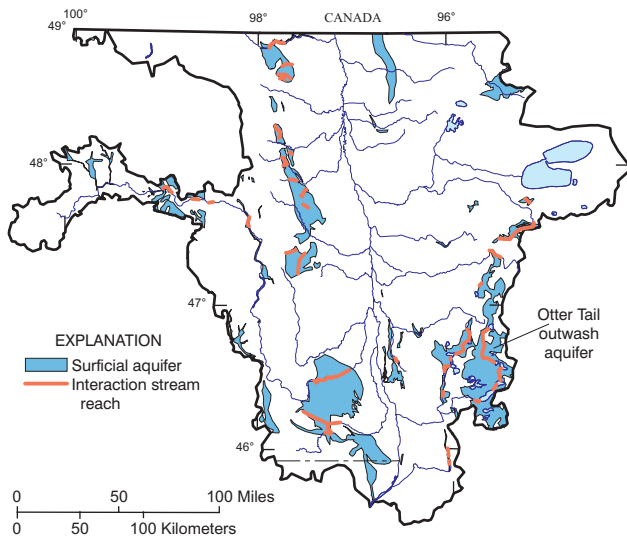 100°
98°
CANADA
96°
49°
48°
47°
Otter Tail
outwash
aquifer
EXPLANATION
Surficial aquifer
Interaction stream
reach
46°
0 50 100 Miles
0 50 100 Kilometers